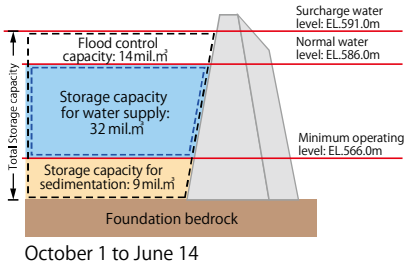 Surcharge water
level: EL.591.0m
Flood control
capacity: 14mil.㎥
Normal water
level: EL.586.0m
Total Storage capacity
Storage capacity
for water supply:
32 mil.㎥
Minimum operating
level: EL.566.0m
Storage capacity for
sedimentation: 9mil.㎥
Foundation bedrock
October 1 to June 14